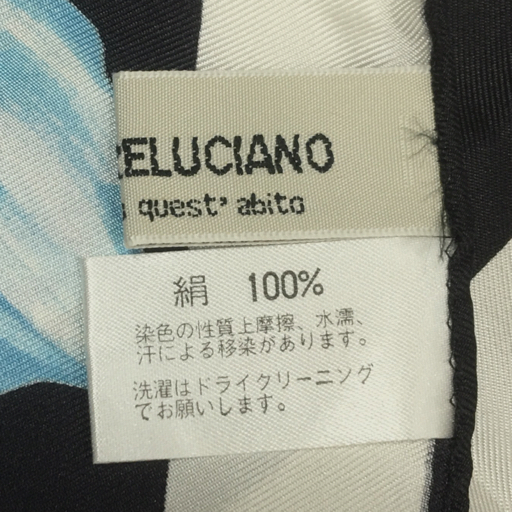 ELUCIANO
quest' abito
絹 100%
染色の性質上摩擦、水濡、
汗による移染があります。
洗濯はドライクリーニング
でお願いします。